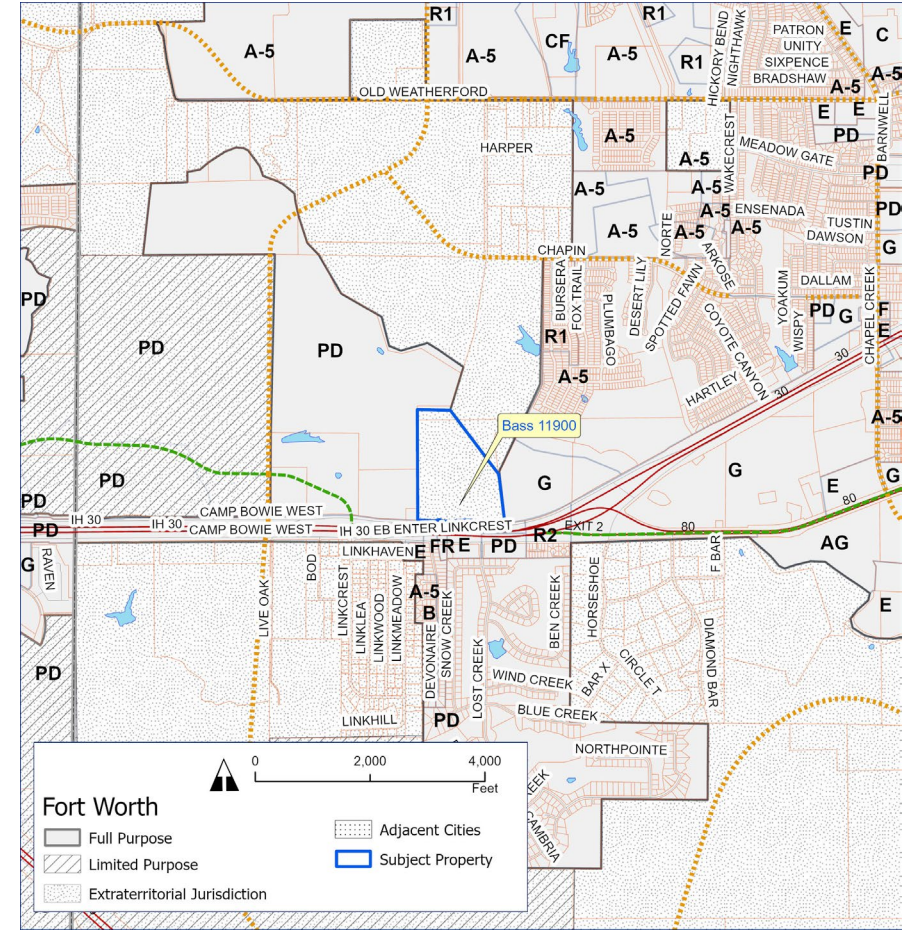 R1
R1
A-5
A-5
CF
A-5
R1
HICKORY BEND
NIGHTHAWK
PATRON
UNITY
SIXPENCE
BRADSHAW
E
C
A-5
A-5
OLD WEATHERFORD
E
E
PD
BARNWELL
HARPER
A-5
A-5
WAKECREST
MEADOW GATE
PD
A-5
A-5
A-5
ENSENADA
PD
A-5
NORTE
A-5
A-5
TUSTIN
DAWSON
G
CHAPIN
ARKOSE
BURSERA
FOX TRAIL
DESERT LILY
SPOTTED FAWN
DALLAM
YOAKUM
WISPY
PLUMBAGO
COYOTE CANYON
PD
G
F
E
CHAPEL CREEK
PD
PD
PD
R1
A-5
HARTLEY
30
30
A-5
Bass 11900
PD
G
G
E
G
PD
CAMP BOWIE WEST
80
IH 30
IH 30
CAMP BOWIE WEST
IH 30 EB ENTER LINKCREST
EXIT 2
80
PD
R2
AG
G
RAVEN
BOD
LINKHAVEN
E
FR
E
PD
F BAR
LIVE OAK
LINKCREST
LINKLEA
LINKWOOD
LINKMEADOW
A-5
B
DEVONAIRE
SNOW CREEK
BEN CREEK
HORSESHOE
E
PD
LOST CREEK
WIND CREEK
BAR X
CIRCLE T
DIAMOND BAR
LINKHILL
PD
BLUE CREEK
NORTHPOINTE
0
2,000
4,000
Feet
EEK
CAMBRIA
Fort Worth
Full Purpose
Limited Purpose
Extraterritorial Jurisdiction
Adjacent Cities
Subject Property